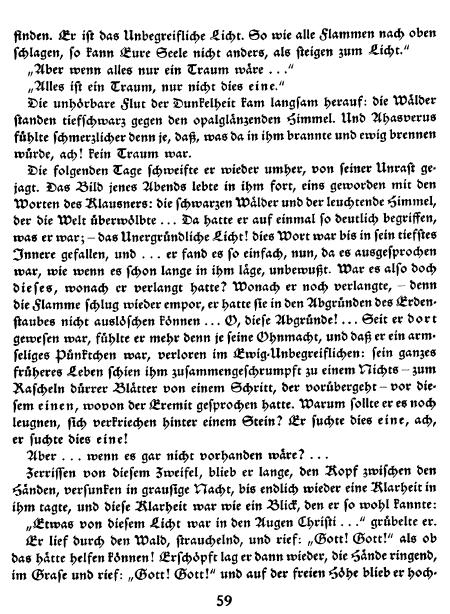 finden. Er ist das Unbegreifliche Licht. So wie alle Flammen nach oben
schlagen, so kann Eure Seele nicht anders, als steigen zum Licht.“
„Aber wenn alles nur ein Traum wäre ...“
„Alles ist ein Traum, nur nicht dies eine.“
Die unhörbare Flut der Dunkelheit kam langsam herauf: die Wälder
standen tiefschwarz gegen den opalglänzenden Himmel. Und Ahasverus
fühlte schmerzlicher denn je, daß, was da in ihm brannte und ewig brennen
würde, ach! kein Traum war.
Die folgenden Tage schweifte er wieder umher, von seiner Unrast ge-
jagt. Das Bild jenes Abends lebte in ihm fort, eins geworden mit den
Worten des Klausners: die schwarzen Wälder und der leuchtende Himmel,
der die Welt überwölbte ... Da hatte er auf einmal so deutlich begriffen,
was er war; – das Unergründliche Licht! dies Wort war bis in sein tiefstes
Innere gefallen, und ... er fand es so einfach, nun, da es ausgesprochen
war, wie wenn es schon lange in ihm läge, unbewußt. War es also doch
dieses, wonach er verlangt hatte? Wonach er noch verlangte, – denn
die Flamme schlug wieder empor, er hatte sie in den Abgründen des Erden-
staubes nicht auslöschen können ... O, diese Abgründe! ... Seit er dort
gewesen war, fühlte er mehr denn je seine Ohnmacht, und daß er ein arm-
seliges Pünktchen war, verloren im Ewig-Unbegreiflichen: sein ganzes
früheres Leben schien ihm zusammengeschrumpft zu einem Nichts – zum
Rascheln dürrer Blätter von einem Schritt, der vorübergeht – vor die-
sem einen, wovon der Eremit gesprochen hatte. Warum sollte er es noch
leugnen, sich verkriechen hinter einem Stein? Er suchte dies eine, ach,
er suchte dies eine!
Aber ... wenn es gar nicht vorhanden wäre? ...
Zerrissen von diesem Zweifel, blieb er lange, den Kopf zwischen den
Händen, versunken in grausige Nacht, bis endlich wieder eine Klarheit in
ihm tagte, und diese Klarheit war wie ein Blick, den er so wohl kannte:
„Etwas von diesem Licht war in den Augen Christi ...“ grübelte er.
Er lief durch den Wald, strauchelnd, und rief: „Gott! Gott!“ als ob
das hätte helfen können! Erschöpft lag er dann wieder, die Hände ringend,
im Grase und rief: „Gott! Gott!“ und auf der freien Höhe blieb er hoch-
59